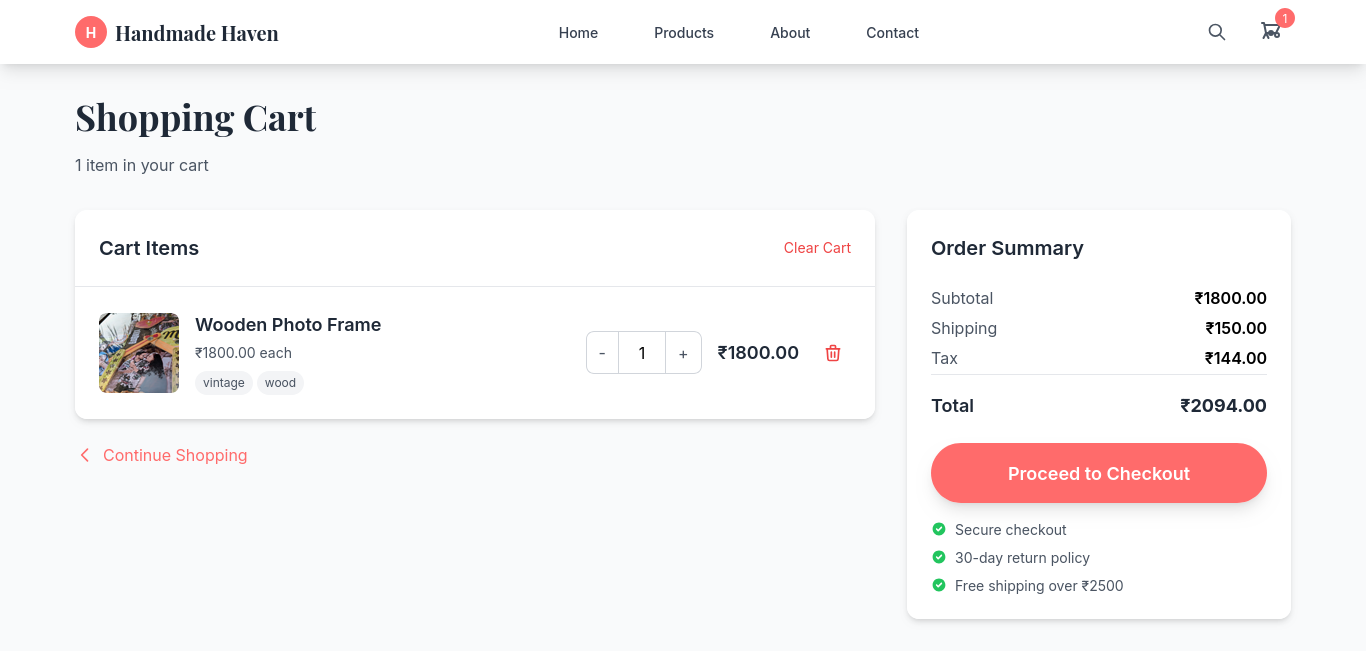 H Handmade Haven Home Products About Contact 1
Shopping Cart
1 item in your cart
Cart Items Clear Cart
Wooden Photo Frame
₹1800.00 each
vintage wood
- 1 + ₹1800.00
Continue Shopping
Order Summary
Subtotal ₹1800.00
Shipping ₹150.00
Tax ₹144.00
Total ₹2094.00
Proceed to Checkout
Secure checkout
30-day return policy
Free shipping over ₹2500